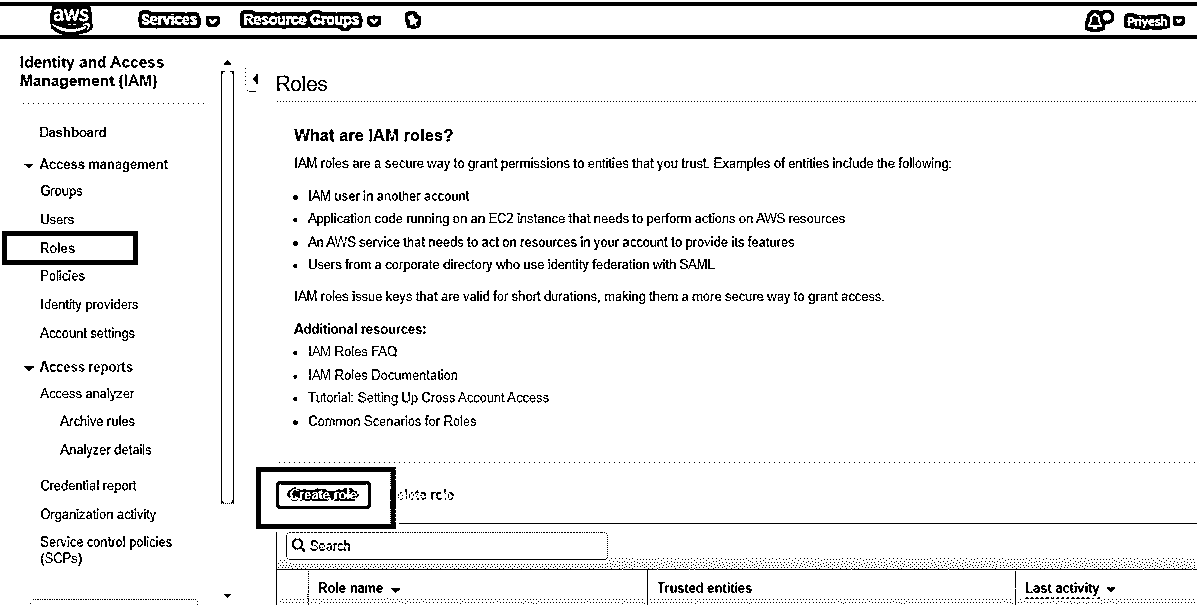 aws Services Resource Groups Priyesh
Identity and Access
Management (IAM)
Dashboard
Access management
Groups
Users
Roles
Policies
Identity providers
Account settings
Access reports
Access analyzer
Archive rules
Analyzer details
Credential report
Organization activity
Service control policies
(SCPs)
Roles
What are IAM roles?
IAM roles are a secure way to grant permissions to entities that you trust. Examples of entities include the following:
• IAM user in another account
• Application code running on an EC2 instance that needs to perform actions on AWS resources
• An AWS service that needs to act on resources in your account to provide its features
• Users from a corporate directory who use identity federation with SAML
IAM roles issue keys that are valid for short durations, making them a more secure way to grant access.
Additional resources:
• IAM Roles FAQ
• IAM Roles Documentation
• Tutorial: Setting Up Cross Account Access
• Common Scenarios for Roles
Create role elete role
Search
Role name Trusted entities Last activity